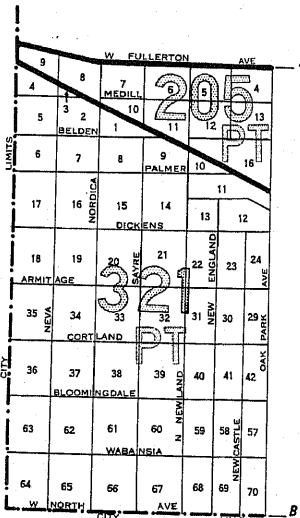 W FULLERTON AVE
9 8 7 6 5 4
MEDILL
205
4 3 2 10 12 13
5 BELDEN 1 11 PT
LIMITS
6 7 8 9 10 16
PALMER
11
17 16 15 14 13 12
NORDICA
DICKENS
18 19 20 21 22 23 24
SAYRE
NEW ENGLAND
AVE
ARMITAGE
321
35 34 33 32 31 30 29
NEVA
CORTLAND
PT
OAK PARK
CITY
36 37 38 39 40 41 42
BLOOMINGDALE
N NEWLAND
63 62 61 60 59 58 57
WABANSIA
NEWCASTLE
64 65 66 67 68 69 70
W NORTH AVE
B
CITY